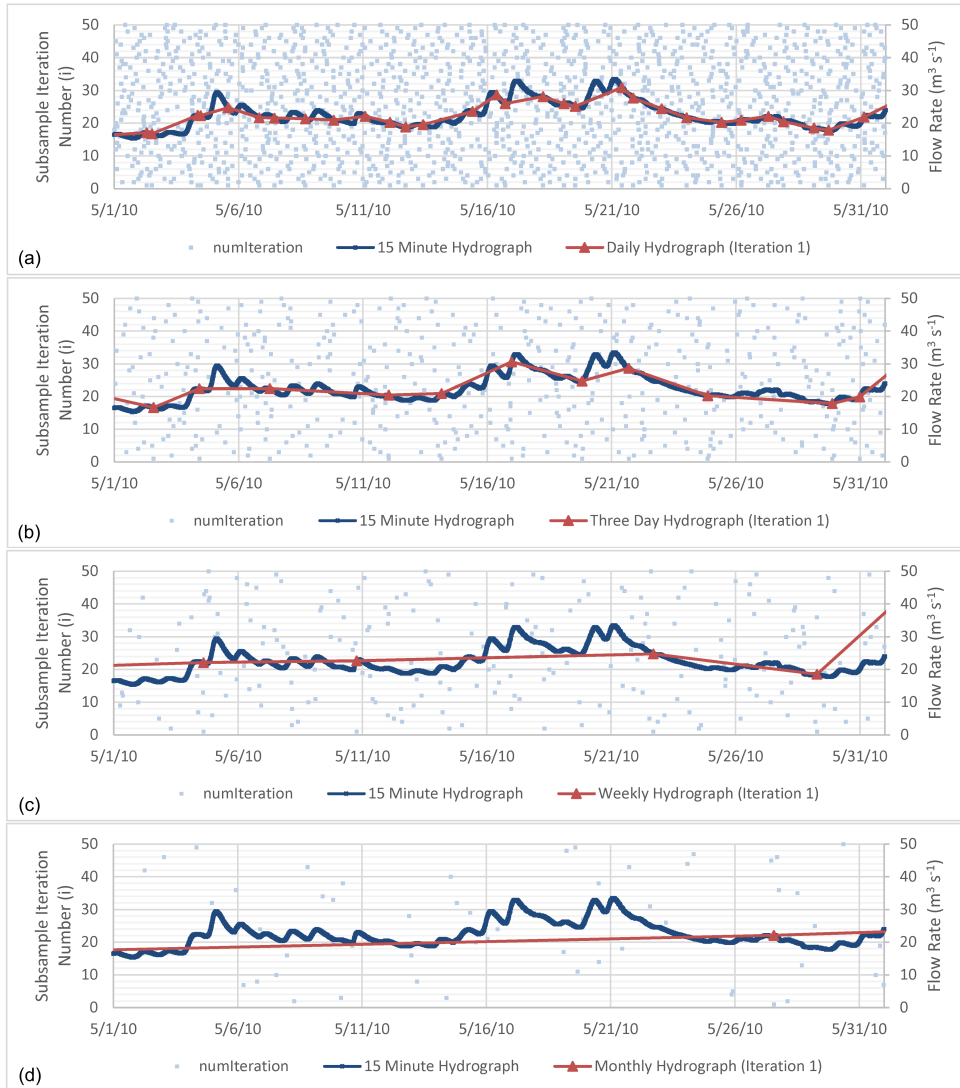 Subsample Iteration
Number (i)
50
40
30
20
10
0
50
40
30
20
10
0
Flow Rate (m³ s⁻¹)
5/1/10 5/6/10 5/11/10 5/16/10 5/21/10 5/26/10 5/31/10
numIteration 15 Minute Hydrograph Daily Hydrograph (Iteration 1)
(a)
Subsample Iteration
Number (i)
50
40
30
20
10
0
50
40
30
20
10
0
Flow Rate (m³ s⁻¹)
5/1/10 5/6/10 5/11/10 5/16/10 5/21/10 5/26/10 5/31/10
numIteration 15 Minute Hydrograph Three Day Hydrograph (Iteration 1)
(b)
Subsample Iteration
Number (i)
50
40
30
20
10
0
50
40
30
20
10
0
Flow Rate (m³ s⁻¹)
5/1/10 5/6/10 5/11/10 5/16/10 5/21/10 5/26/10 5/31/10
numIteration 15 Minute Hydrograph Weekly Hydrograph (Iteration 1)
(c)
Subsample Iteration
Number (i)
50
40
30
20
10
0
50
40
30
20
10
0
Flow Rate (m³ s⁻¹)
5/1/10 5/6/10 5/11/10 5/16/10 5/21/10 5/26/10 5/31/10
numIteration 15 Minute Hydrograph Monthly Hydrograph (Iteration 1)
(d)